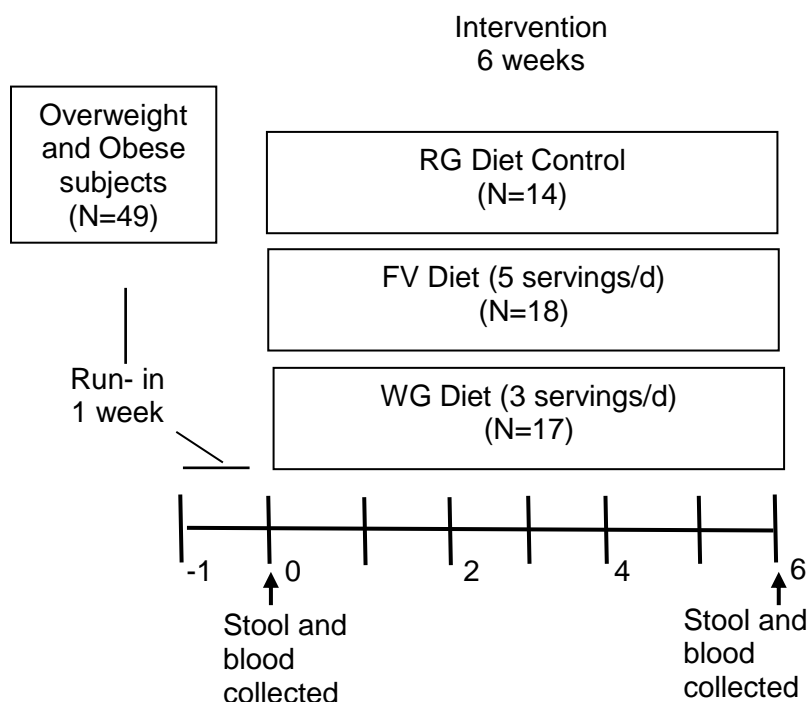 Intervention
6 weeks
Overweight
and Obese
subjects
(N=49)
RG Diet Control
(N=14)
FV Diet (5 servings/d)
(N=18)
WG Diet (3 servings/d)
(N=17)
Run- in
1 week
-1 0 2 4 6
Stool and
blood
collected
Stool and
blood
collected